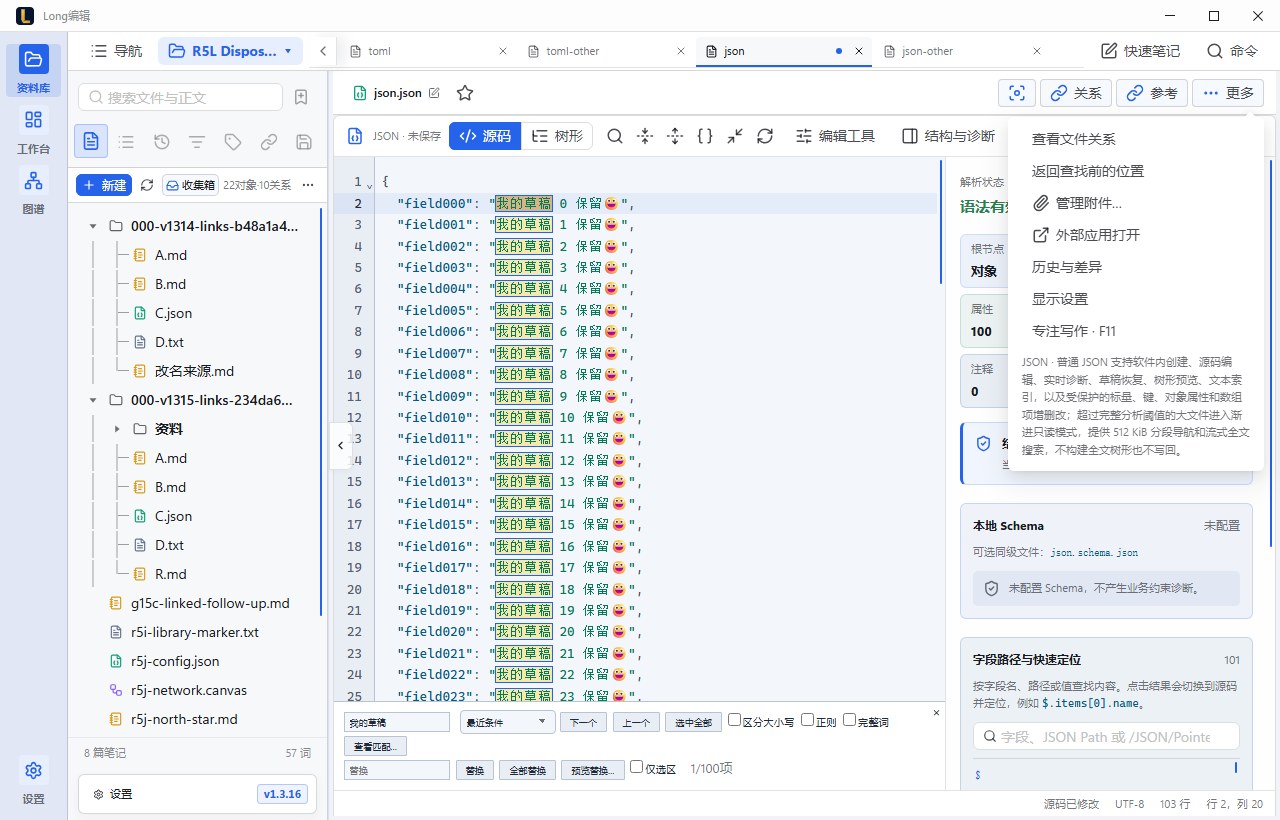 Long编辑
导航
R5L Dispos...
toml
toml-other
json
json-other
快速笔记
命令
资料库
工作台
图谱
设置
搜索文件与正文
新建
收集箱
22对象·10关系
000-v1314-links-b48a1a4...
A.md
B.md
C.json
D.txt
改名来源.md
000-v1315-links-234da6...
资料
A.md
B.md
C.json
D.txt
R.md
g15c-linked-follow-up.md
r5i-library-marker.txt
r5j-config.json
r5j-network.canvas
r5j-north-star.md
8 篇笔记
57 词
设置
v1.3.16
json.json
关系
参考
更多
JSON · 未保存
源码
树形
编辑工具
结构与诊断
1 {
2 "field000": "我的草稿 0 保留😀",
3 "field001": "我的草稿 1 保留😀",
4 "field002": "我的草稿 2 保留😀",
5 "field003": "我的草稿 3 保留😀",
6 "field004": "我的草稿 4 保留😀",
7 "field005": "我的草稿 5 保留😀",
8 "field006": "我的草稿 6 保留😀",
9 "field007": "我的草稿 7 保留😀",
10 "field008": "我的草稿 8 保留😀",
11 "field009": "我的草稿 9 保留😀",
12 "field010": "我的草稿 10 保留😀",
13 "field011": "我的草稿 11 保留😀",
14 "field012": "我的草稿 12 保留😀",
15 "field013": "我的草稿 13 保留😀",
16 "field014": "我的草稿 14 保留😀",
17 "field015": "我的草稿 15 保留😀",
18 "field016": "我的草稿 16 保留😀",
19 "field017": "我的草稿 17 保留😀",
20 "field018": "我的草稿 18 保留😀",
21 "field019": "我的草稿 19 保留😀",
22 "field020": "我的草稿 20 保留😀",
23 "field021": "我的草稿 21 保留😀",
24 "field022": "我的草稿 22 保留😀",
25 "field023": "我的草稿 23 保留😀",
我的草稿
最近条件
下一个
上一个
选中全部
区分大小写
正则
完整词
查看匹配...
替换
替换
全部替换
预览替换...
仅选区
1/100项
解析状态
语法有
根节点
对象
属性
100
注释
0
查看文件关系
返回查找前的位置
管理附件...
外部应用打开
历史与差异
显示设置
专注写作 · F11
JSON · 普通 JSON 支持软件内创建、源码编
辑、实时诊断、草稿恢复、树形预览、文本索
引，以及受保护的标量、键、对象属性和数组
项增删改；超过完整分析阈值的大文件进入渐
进只读模式，提供 512 KiB 分段导航和流式全文
搜索，不构建全文树形也不写回。
本地 Schema
未配置
可选同级文件：json.schema.json
未配置 Schema，不产生业务约束诊断。
字段路径与快速定位
101
按字段名、路径或值查找内容。点击结果会切换到源码
并定位，例如 $.items[0].name。
字段、JSON Path 或 /JSON/Pointe
$
源码已修改
UTF-8
103 行
行 2，列 20